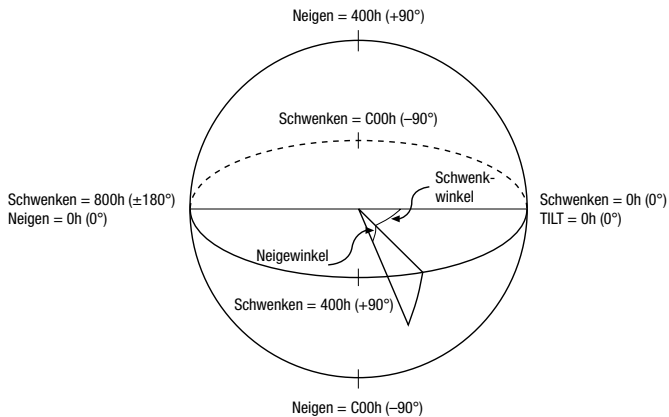 Neigen = 400h (+90°)
Schwenken = C00h (–90°)
Schwenk-
winkel
Schwenken = 800h (±180°)
Neigen = 0h (0°)
Schwenken = 0h (0°)
TILT = 0h (0°)
Neigewinkel
Schwenken = 400h (+90°)
Neigen = C00h (–90°)